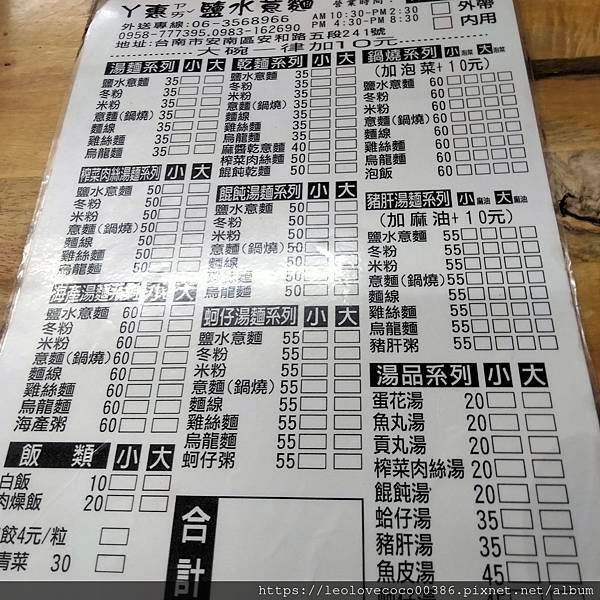 ㄚ惠ㄗㄞˇ鹽水意麵
營業時間:
AM 10:30-PM 2:30
PM 4:30-PM 8:30
外帶
內用
外送專線:06-3568966
0958-777395.0983-162690
地址:台南市安南區安和路五段241號
大碗一律加10元
湯麵系列 小 大
鹽水意麵 35
冬粉 35
米粉 35
意麵(鍋燒) 35
麵線 35
雞絲麵 35
烏龍麵 35
榨菜肉絲湯麵系列 小 大
鹽水意麵 50
冬粉 50
米粉 50
意麵(鍋燒) 50
麵線 50
雞絲麵 50
烏龍麵 50
海產湯麵系列 小 大
鹽水意麵 60
冬粉 60
米粉 60
意麵(鍋燒) 60
麵線 60
雞絲麵 60
烏龍麵 60
海產粥 60
飯類 小 大
白飯 10
肉燥飯 20
餃4元/粒
青菜 30
乾麵系列 小 大
鹽水意麵 35
冬粉 35
米粉 35
意麵(鍋燒) 35
麵線 35
雞絲麵 35
烏龍麵 35
麻醬乾意麵 40
榨菜肉絲麵 50
餛飩乾麵 50
餛飩湯麵系列 小 大
鹽水意麵 50
冬粉 50
米粉 50
意麵(鍋燒) 50
麵線 50
雞絲麵 50
烏龍麵 50
蚵仔湯麵系列 小 大
鹽水意麵 55
冬粉 55
米粉 55
意麵(鍋燒) 55
麵線 55
雞絲麵 55
烏龍麵 55
蚵仔粥 55
合計
鍋燒系列 小 泡菜 大 泡菜
(加泡菜+10元)
鹽水意麵 60
冬粉 60
米粉 60
意麵(鍋燒) 60
麵線 60
雞絲麵 60
烏龍麵 60
泡飯 60
豬肝湯麵系列 小 麻油 大 麻油
(加麻油+10元)
鹽水意麵 55
冬粉 55
米粉 55
意麵(鍋燒) 55
麵線 55
雞絲麵 55
烏龍麵 55
豬肝粥 55
湯品系列 小 大
蛋花湯 20
魚丸湯 20
貢丸湯 20
榨菜肉絲湯 20
餛飩湯 20
蛤仔湯 35
豬肝湯 35
魚皮湯 45
https://leolovecoco00386.pixnet.net/album